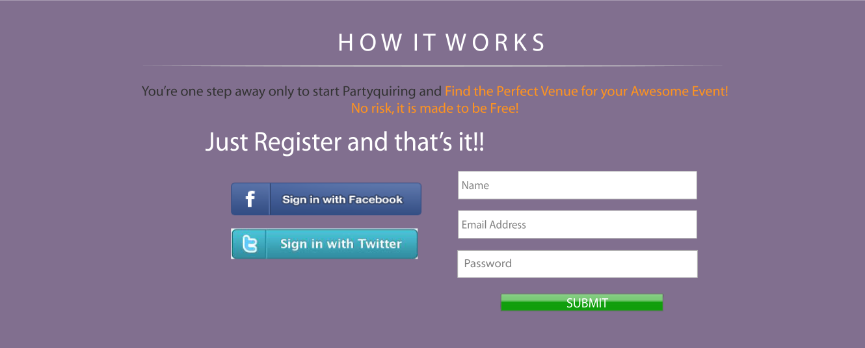 HOW IT WORKS
You're one step away only to start Partyquiring and Find the Perfect Venue for your Awesome Event!
No risk, it is made to be Free!
Just Register and that's it!!
f Sign in with Facebook
t Sign in with Twitter
Name
Email Address
Password
SUBMIT